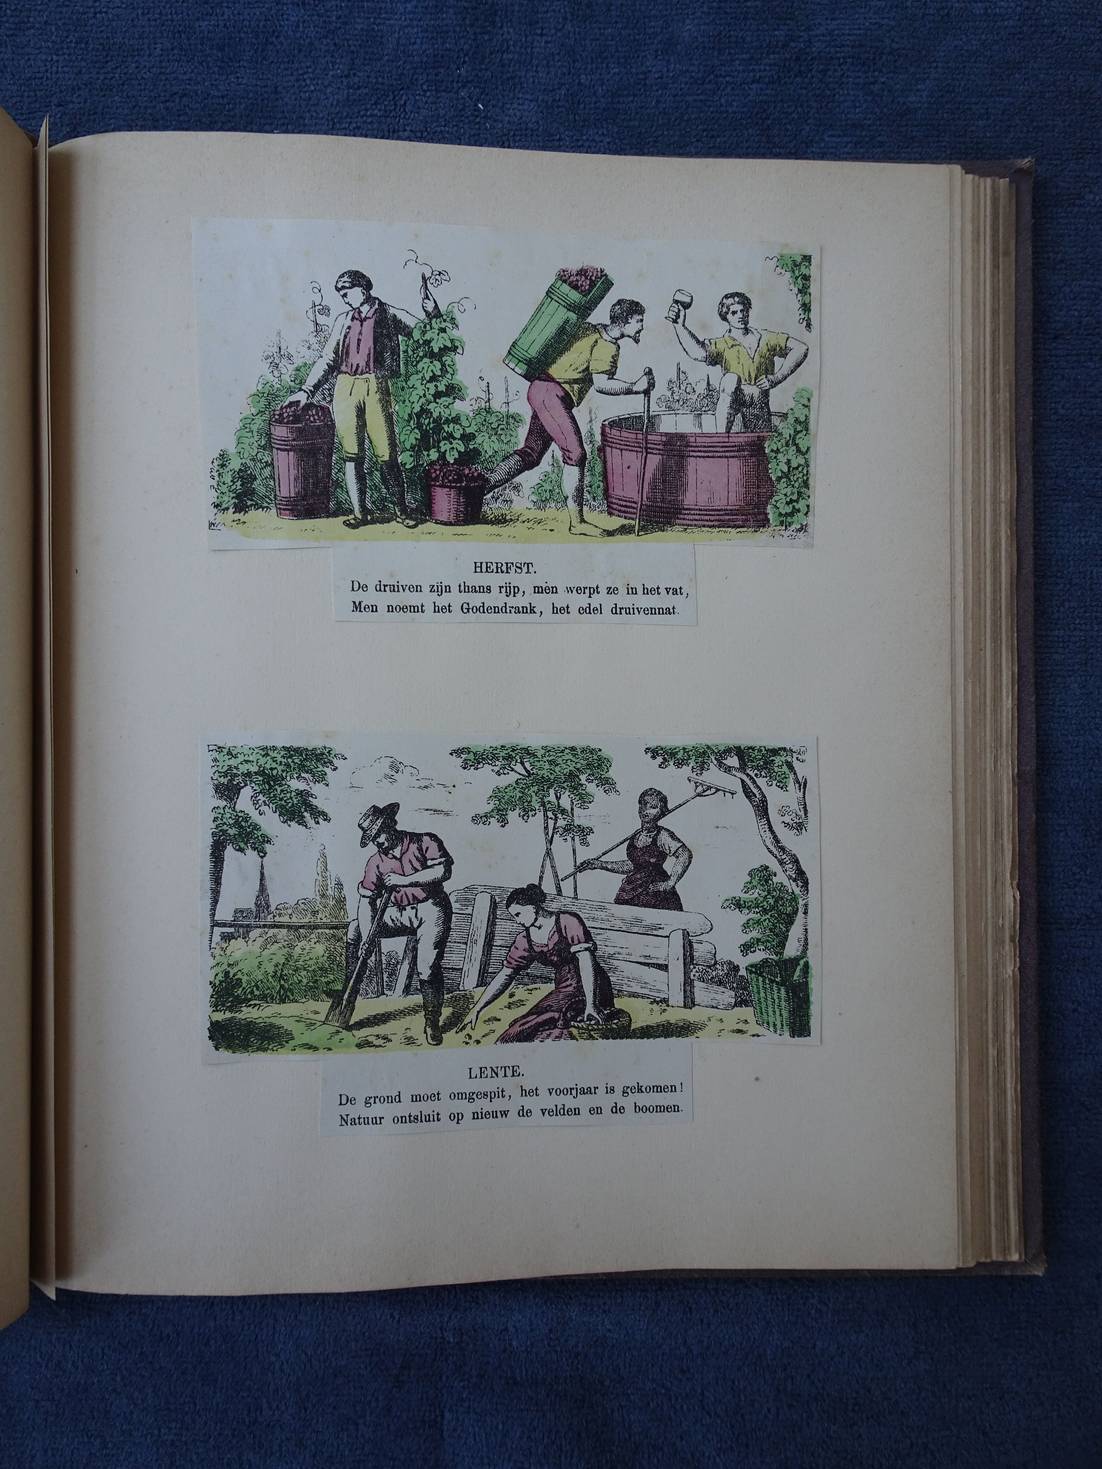 HERFST.
De druiven zijn thans rijp, men werpt ze in het vat,
Men noemt het Godendrank, het edel druivennat.
LENTE.
De grond moet omgespit, het voorjaar is gekomen!
Natuur ontsluit op nieuw de velden en de boomen.